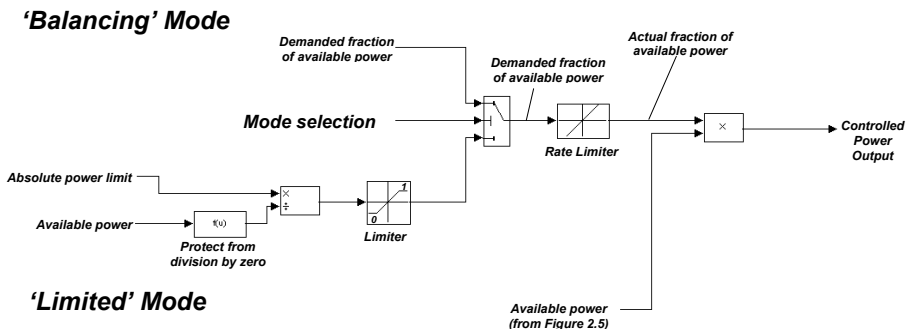 'Balancing' Mode
Demanded fraction
of available power
Actual fraction of
available power
Demanded fraction
of available power
Mode selection
×
Controlled
Power
Output
Rate Limiter
Absolute power limit
×
÷
1
0
Available power
f(u)
Limiter
Protect from
division by zero
'Limited' Mode
Available power
(from Figure 2.5)